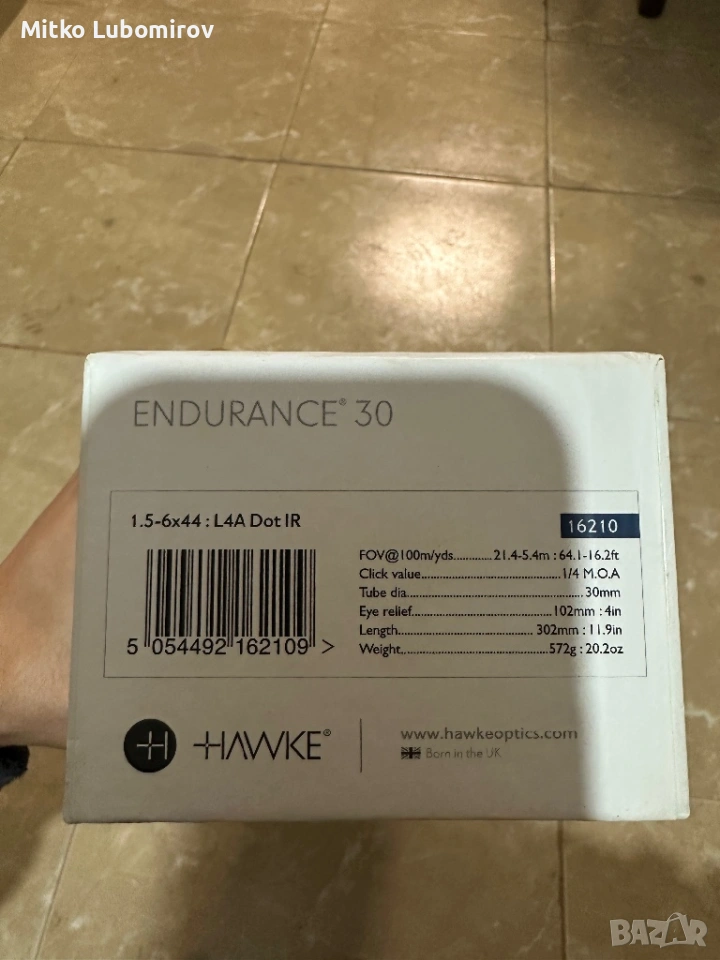 Mitko Lubomirov
ENDURANCE® 30
1.5-6x44 : L4A Dot IR
16210
FOV@100m/yds............21.4-5.4m : 64.1-16.2ft
Click value............1/4 M.O.A
Tube dia............30mm
Eye relief............102mm : 4in
Length............302mm : 11.9in
Weight............572g : 20.2oz
5 054492 162109 >
HAWKE®
www.hawkeoptics.com
Born in the UK
BAZAR